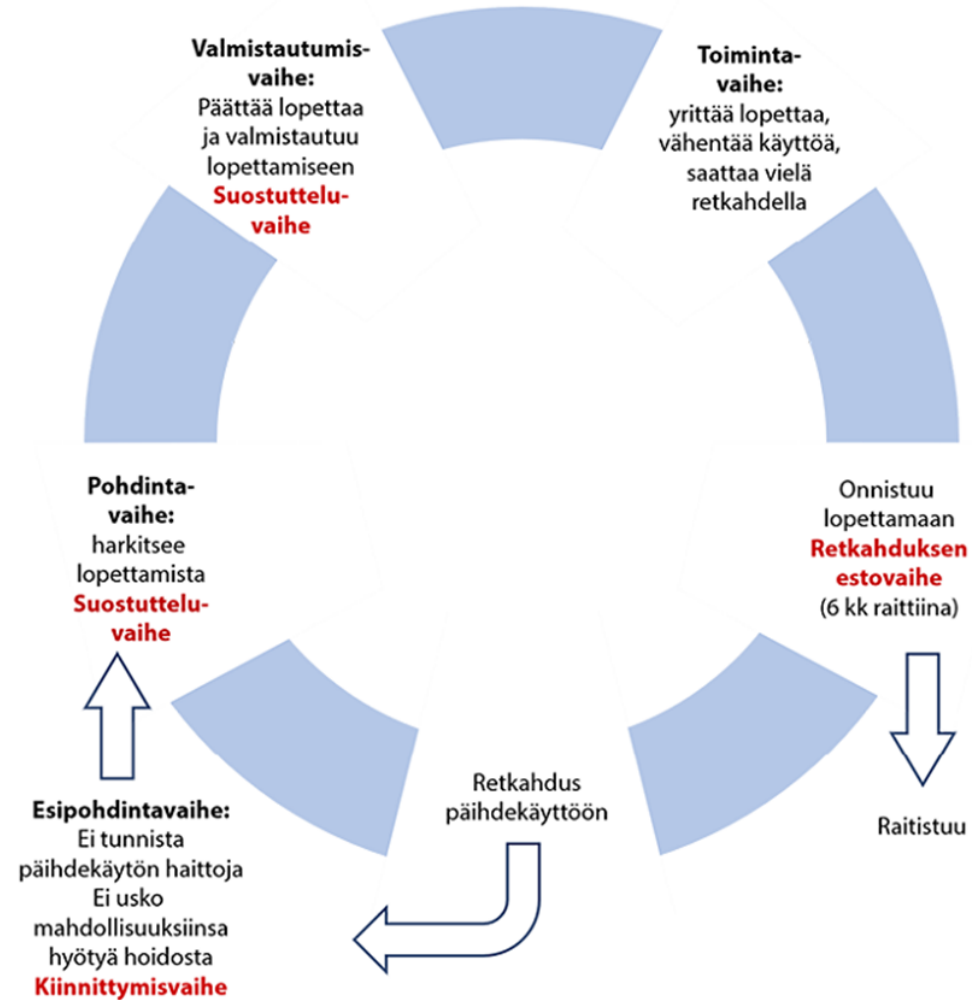 Valmistautumis-
vaihe:
Päättää lopettaa
ja valmistautuu
lopettamiseen
Suostuttelu-
vaihe
Toiminta-
vaihe:
yrittää lopettaa,
vähentää käyttöä,
saattaa vielä
retkahdella
Pohdinta-
vaihe:
harkitsee
lopettamista
Suostuttelu-
vaihe
Onnistuu
lopettamaan
Retkahduksen
estovaihe
(6 kk raittiina)
Esipohdintavaihe:
Ei tunnista
päihdekäytön haittoja
Ei usko
mahdollisuuksiinsa
hyötyä hoidosta
Kiinnittymisvaihe
Retkahdus
päihdekäyttöön
Raitistuu